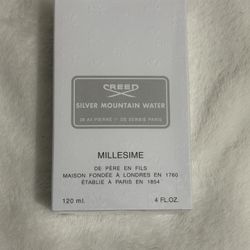 CREED
SILVER MOUNTAIN WATER
MILLESIME
DE PÈRE EN FILS
MAISON FONDÉE À LONDRES EN 1760
ÉTABLIE À PARIS EN 1854
120 ml. 4 FL.OZ.